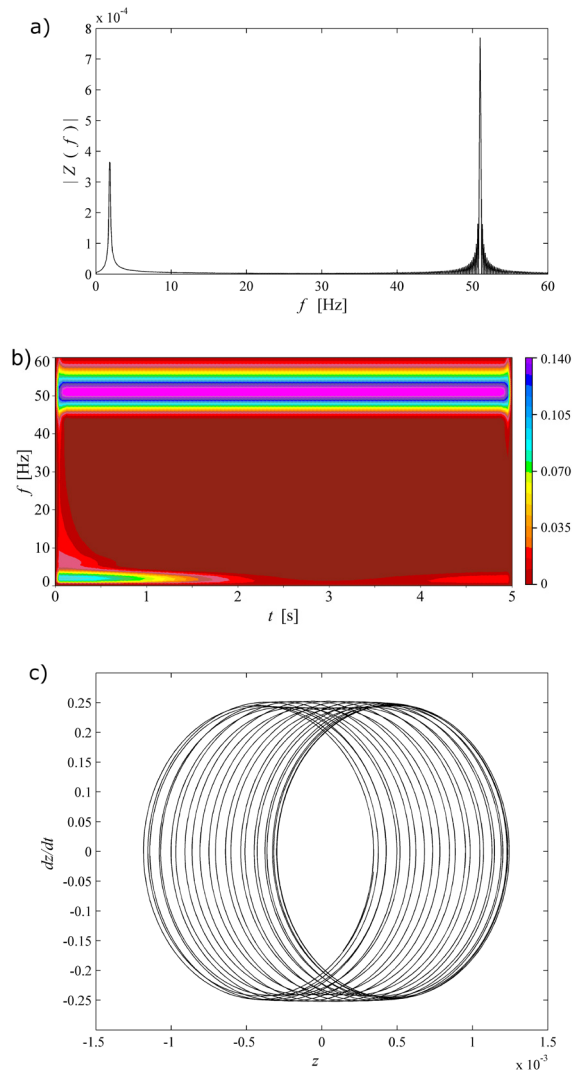 a)
x 10-4
8
7
6
5
4
3
2
1
0
| Z ( f ) |
0 10 20 30 40 50 60
f [Hz]
b)
60
50
40
30
20
10
0
f [Hz]
0 1 2 3 4 5
t [s]
0.140
0.105
0.070
0.035
0
c)
0.25
0.2
0.15
0.1
0.05
0
-0.05
-0.1
-0.15
-0.2
-0.25
dz/dt
-1.5 -1 -0.5 0 0.5 1 1.5
z
x 10-3